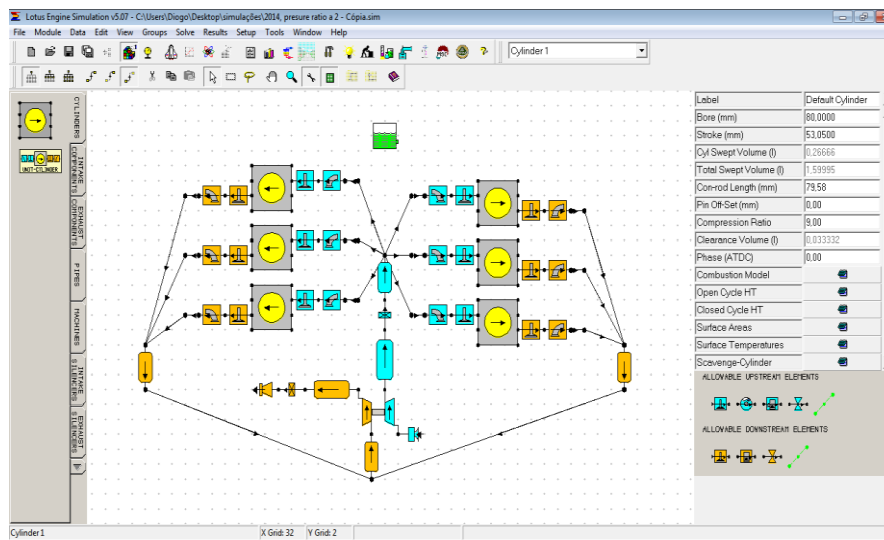 Lotus Engine Simulation v5.07 - C:\Users\Diogo\Desktop\simulações\2014, presure ratio a 2 - Cópia.sim
File Module Data Edit View Groups Solve Results Setup Tools Window Help
Cylinder 1
CYLINDERS
INTAKE COMPONENTS
EXHAUST COMPONENTS
PIPES
MACHINES
INTAKE SILENCERS
EXHAUST SILENCERS
UNIT-CYLINDER
Label Default Cylinder
Bore (mm) 80,0000
Stroke (mm) 53,0500
Cyl Swept Volume (l) 0,26666
Total Swept Volume (l) 1,59995
Con-rod Length (mm) 79,58
Pin Off-Set (mm) 0,00
Compression Ratio 9,00
Clearance Volume (l) 0,033332
Phase (ATDC) 0,00
Combustion Model
Open Cycle HT
Closed Cycle HT
Surface Areas
Surface Temperatures
Scavenge-Cylinder
ALLOWABLE UPSTREAM ELEMENTS
ALLOWABLE DOWNSTREAM ELEMENTS
Cylinder 1 X Grid: 32 Y Grid: 2